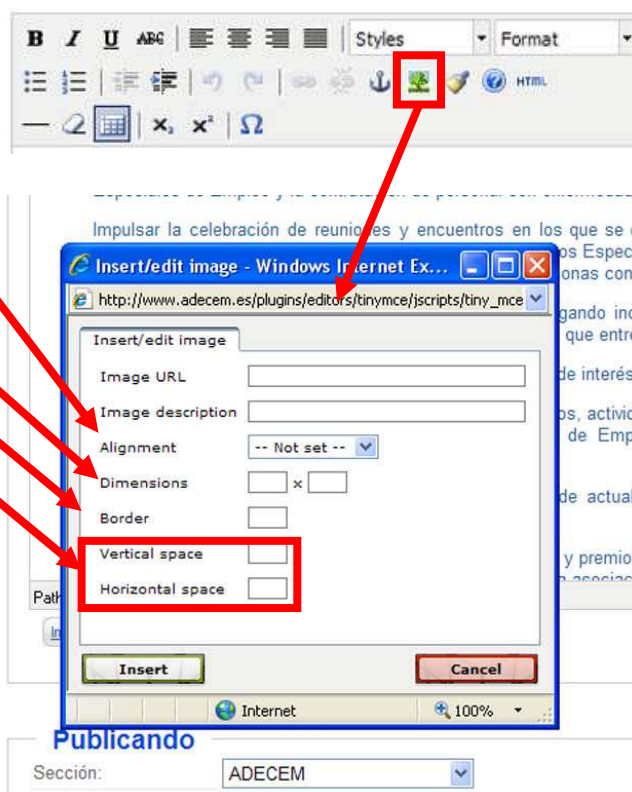 B I U ABC Styles Format
HTML
x₂ x² Ω
Impulsar la celebración de reuniones y encuentros en los que se
os Espec
onas con
gando inc
que entre
de interés
os, activid
de Emp
de actual
y premio
Insert/edit image - Windows Internet Ex...
http://www.adecem.es/plugins/editors/tinymce/jscripts/tiny_mce
Insert/edit image
Image URL
Image description
Alignment
-- Not set --
Dimensions
x
Border
Vertical space
Horizontal space
Path
Insert
Cancel
Internet
100%
Publicando
Sección:
ADECEM